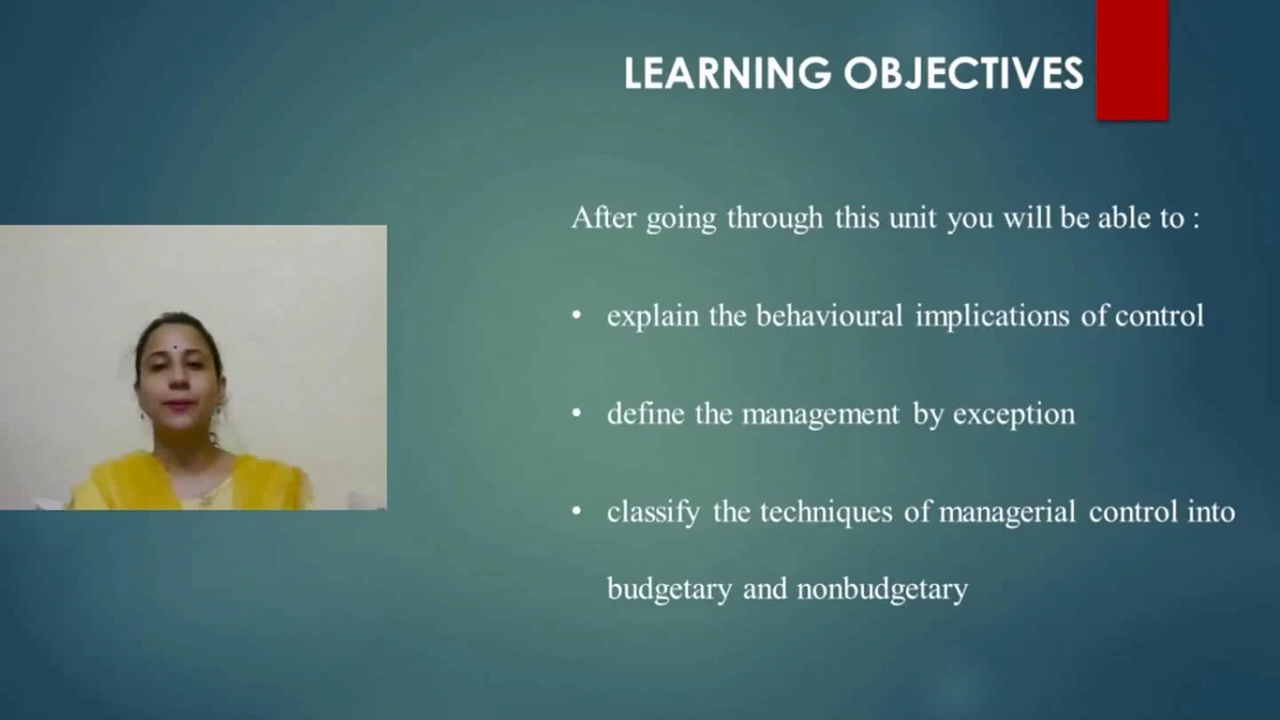 LEARNING OBJECTIVES
After going through this unit you will be able to :
• explain the behavioural implications of control
• define the management by exception
• classify the techniques of managerial control into
budgetary and nonbudgetary